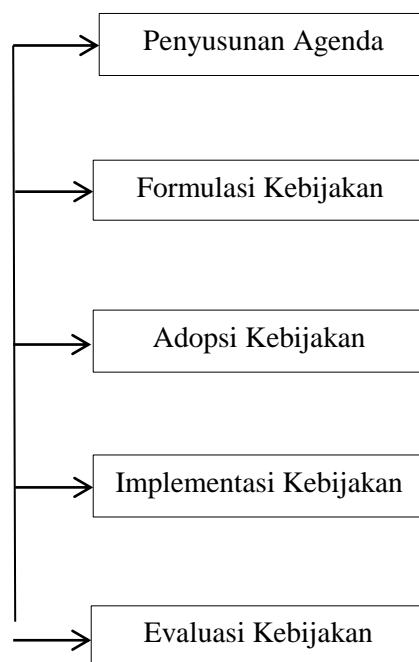 Penyusunan Agenda
Formulasi Kebijakan
Adopsi Kebijakan
Implementasi Kebijakan
Evaluasi Kebijakan